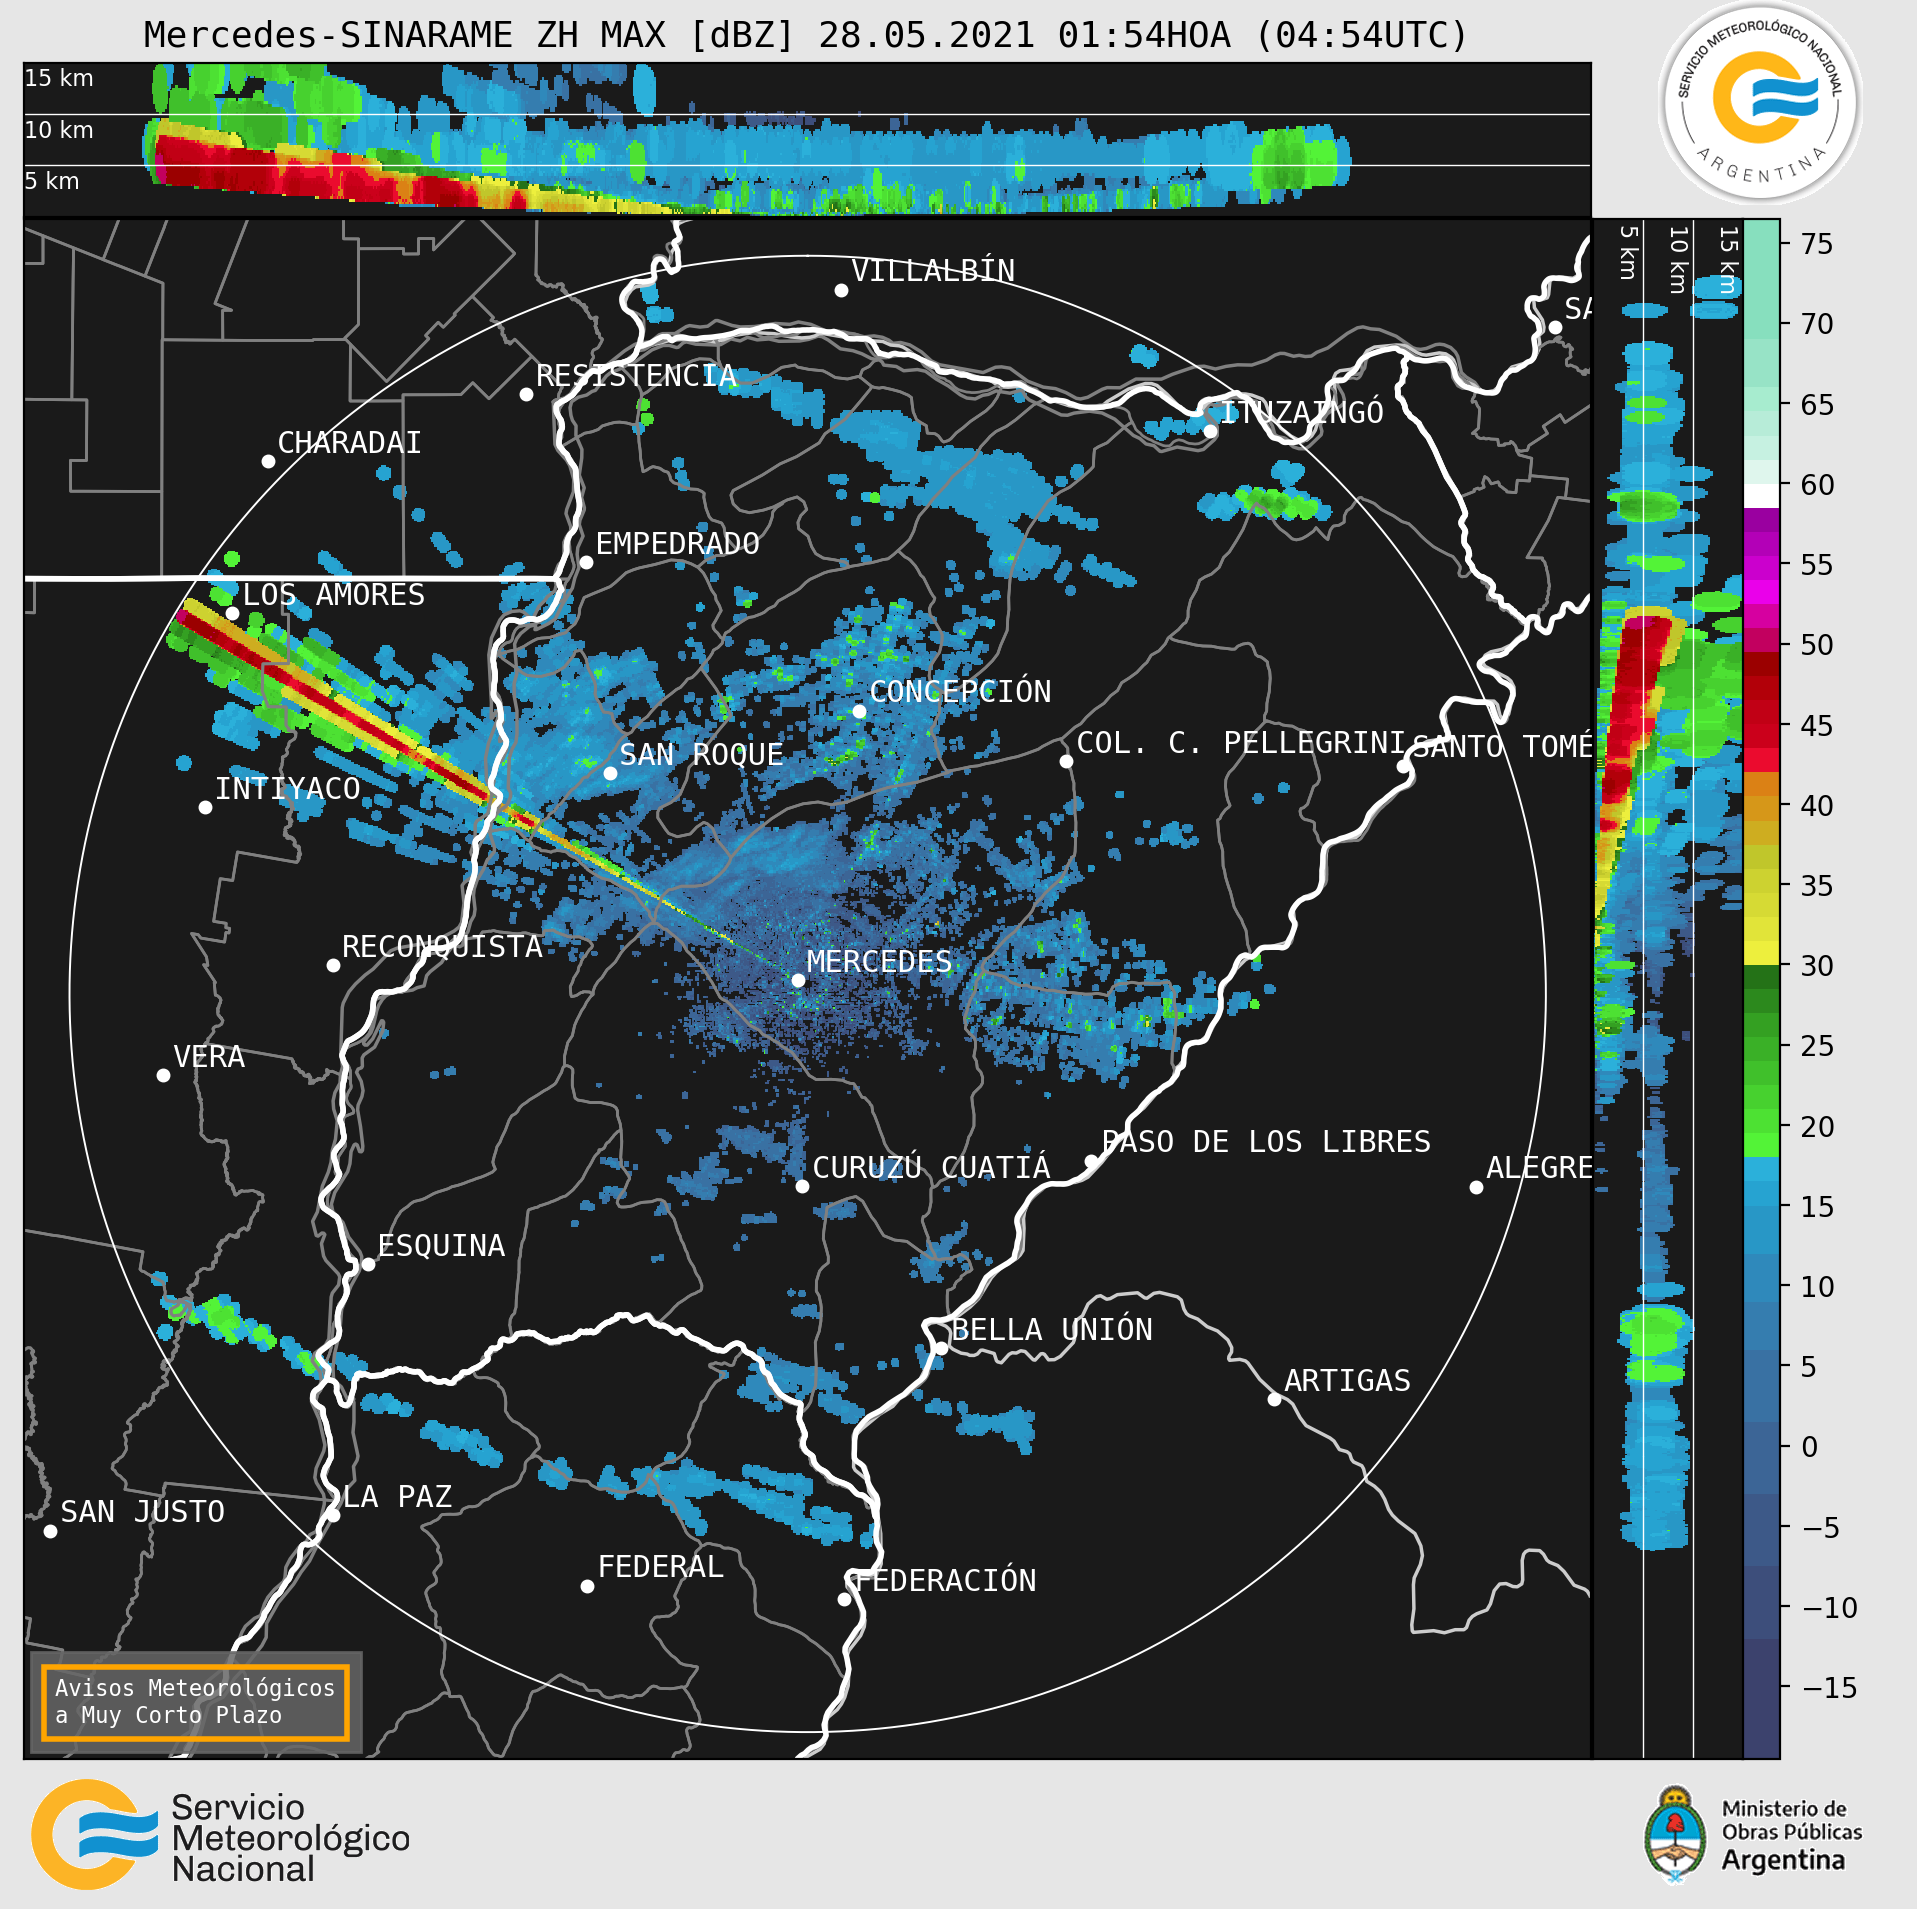 Mercedes-SINARAME ZH MAX [dBZ] 28.05.2021 01:54HOA (04:54UTC)
SERVICIO METEOROLÓGICO NACIONAL
ARGENTINA
15 km
10 km
5 km
5 km
10 km
15 km
VILLALBÍN
SA
RESISTENCIA
ITUZAINGÓ
CHARADAI
EMPEDRADO
LOS AMORES
CONCEPCIÓN
SAN ROQUE
COL. C. PELLEGRINI
SANTO TOMÉ
INTIYACO
RECONQUISTA
MERCEDES
VERA
PASO DE LOS LIBRES
CURUZÚ CUATIÁ
ALEGRE
ESQUINA
BELLA UNIÓN
ARTIGAS
LA PAZ
SAN JUSTO
FEDERAL
FEDERACIÓN
75
70
65
60
55
50
45
40
35
30
25
20
15
10
5
0
−5
−10
−15
Avisos Meteorológicos
a Muy Corto Plazo
Servicio
Meteorológico
Nacional
Ministerio de
Obras Públicas
Argentina